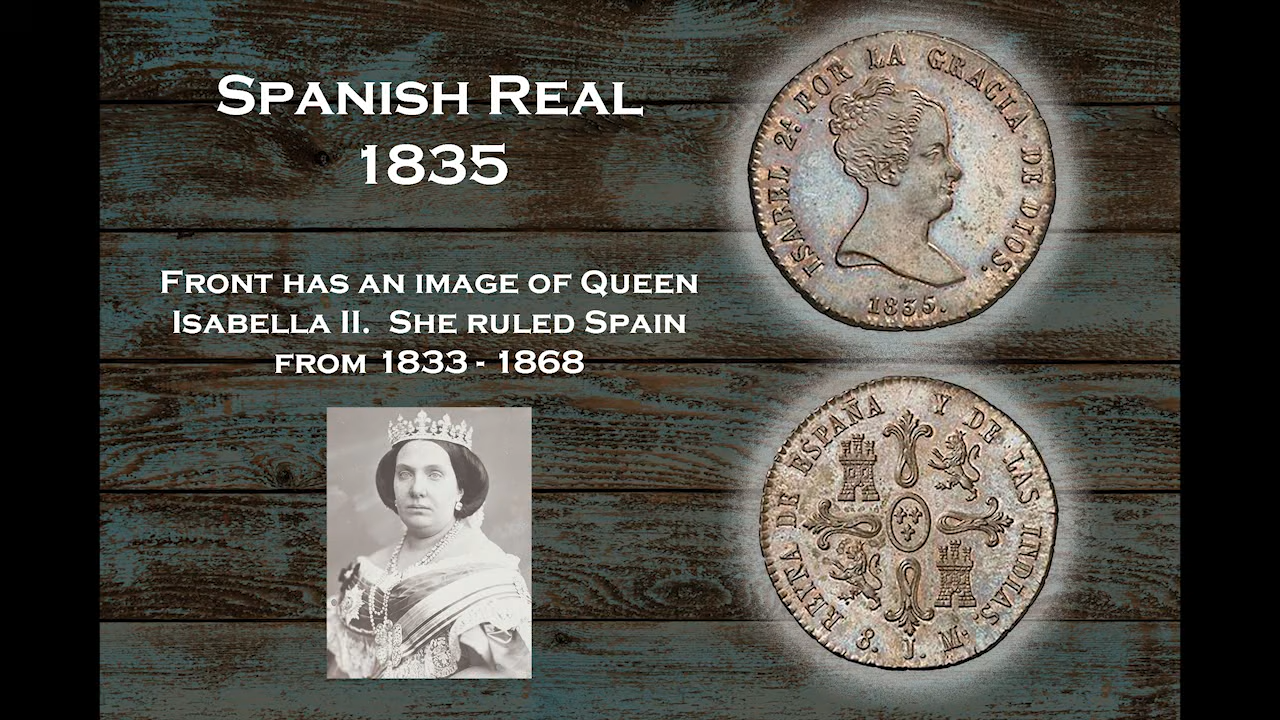 SPANISH REAL
1835
FRONT HAS AN IMAGE OF QUEEN
ISABELLA II. SHE RULED SPAIN
FROM 1833 - 1868
ISABEL 2ª POR LA GRACIA DE DIOS.
1835.
REYNA DE ESPAÑA Y DE LAS INDIAS.
8. J. M.